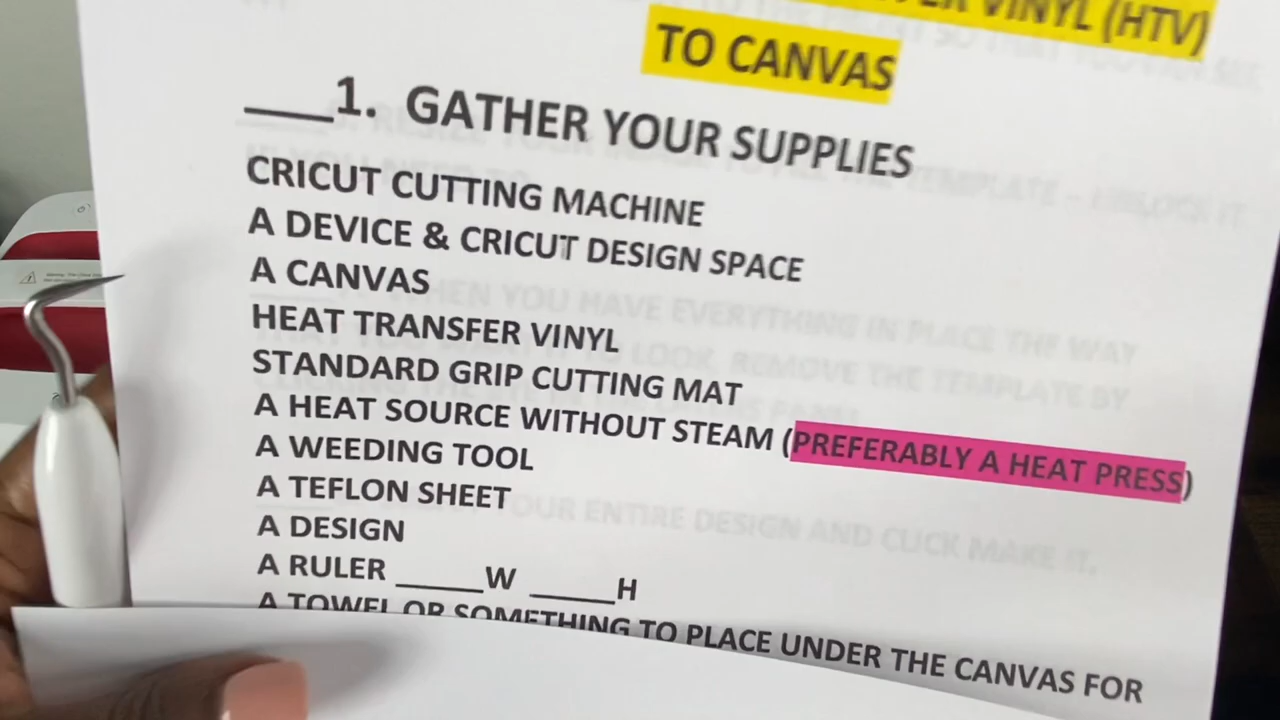 VINYL (HTV)
TO CANVAS
____1. GATHER YOUR SUPPLIES
CRICUT CUTTING MACHINE
A DEVICE & CRICUT DESIGN SPACE
A CANVAS
HEAT TRANSFER VINYL
STANDARD GRIP CUTTING MAT
A HEAT SOURCE WITHOUT STEAM (PREFERABLY A HEAT PRESS)
A WEEDING TOOL
A TEFLON SHEET
A DESIGN
A RULER ______W ______H
A TOWEL OR SOMETHING TO PLACE UNDER THE CANVAS FOR